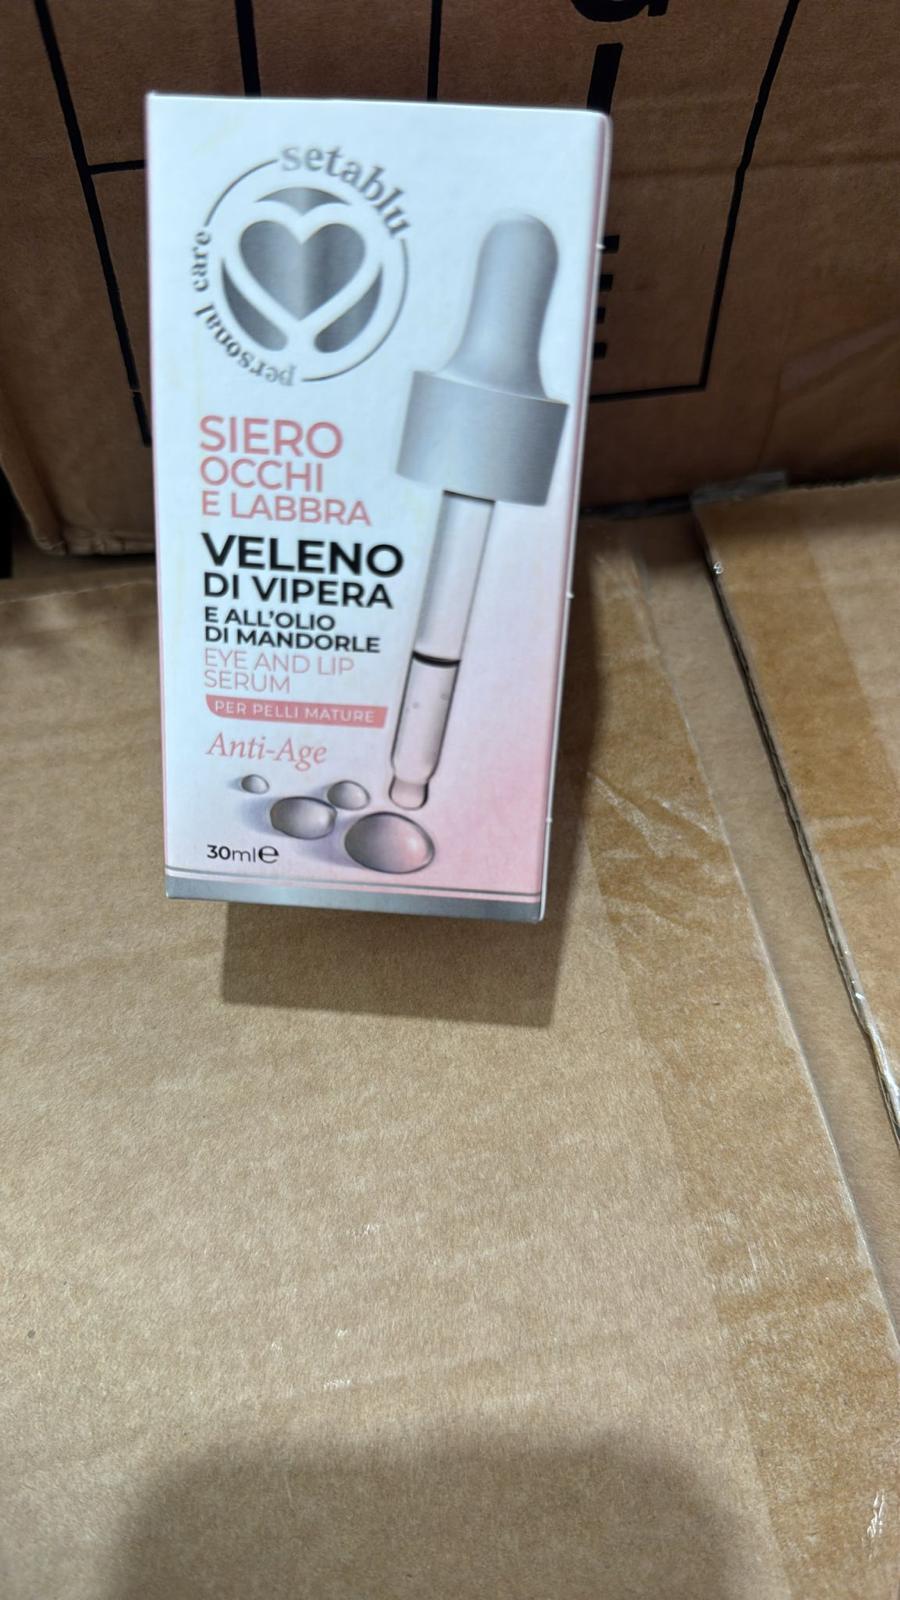 setablu
personal care
SIERO
OCCHI
E LABBRA
VELENO
DI VIPERA
E ALL'OLIO
DI MANDORLE
EYE AND LIP
SERUM
PER PELLI MATURE
Anti-Age
30ml℮